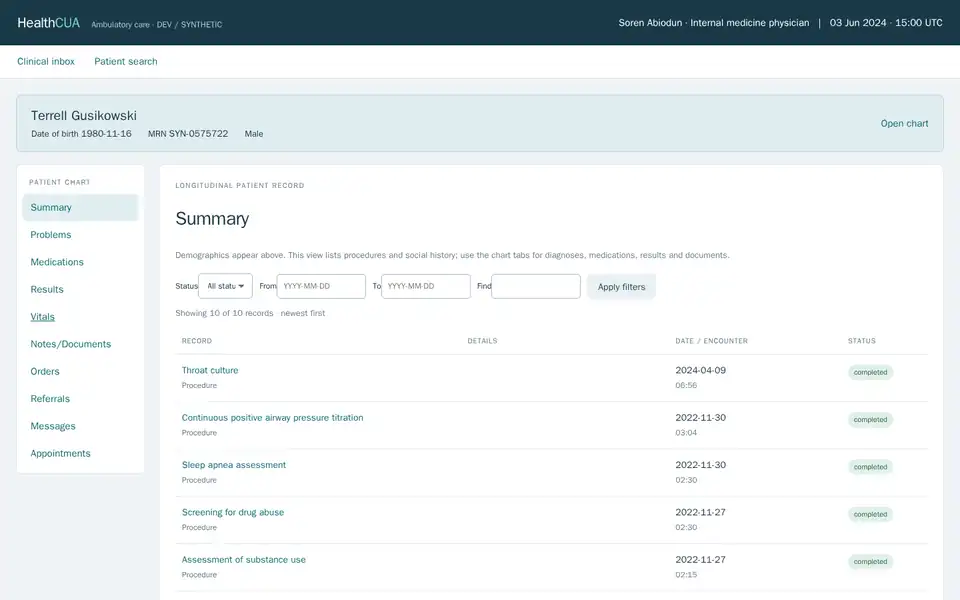 HealthCUA Ambulatory care · DEV / SYNTHETIC
Soren Abiodun · Internal medicine physician | 03 Jun 2024 · 15:00 UTC
Clinical inbox Patient search
Terrell Gusikowski
Date of birth 1980-11-16 MRN SYN-0575722 Male
Open chart
PATIENT CHART
Summary
Problems
Medications
Results
Vitals
Notes/Documents
Orders
Referrals
Messages
Appointments
LONGITUDINAL PATIENT RECORD
Summary
Demographics appear above. This view lists procedures and social history; use the chart tabs for diagnoses, medications, results and documents.
Status All statu From YYYY-MM-DD To YYYY-MM-DD Find Apply filters
Showing 10 of 10 records · newest first
RECORD DETAILS DATE / ENCOUNTER STATUS
Throat culture 2024-04-09 completed
Procedure 06:56
Continuous positive airway pressure titration 2022-11-30 completed
Procedure 03:04
Sleep apnea assessment 2022-11-30 completed
Procedure 02:30
Screening for drug abuse 2022-11-27 completed
Procedure 02:30
Assessment of substance use 2022-11-27 completed
Procedure 02:15